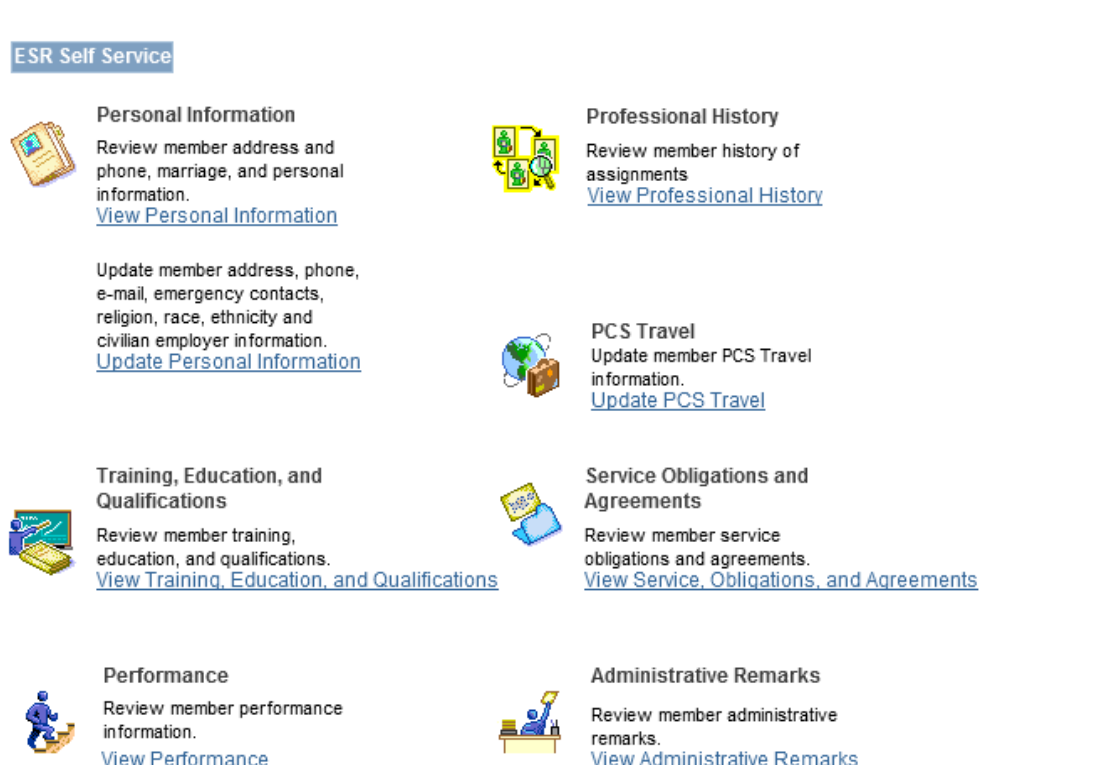 ESR Self Service
Personal Information
Review member address and
phone, marriage, and personal
information.
View Personal Information
Update member address, phone,
e-mail, emergency contacts,
religion, race, ethnicity and
civilian employer information.
Update Personal Information
Professional History
Review member history of
assignments
View Professional History
PCS Travel
Update member PCS Travel
information.
Update PCS Travel
Training, Education, and
Qualifications
Review member training,
education, and qualifications.
View Training, Education, and Qualifications
Service Obligations and
Agreements
Review member service
obligations and agreements.
View Service, Obligations, and Agreements
Performance
Review member performance
information.
View Performance
Administrative Remarks
Review member administrative
remarks.
View Administrative Remarks